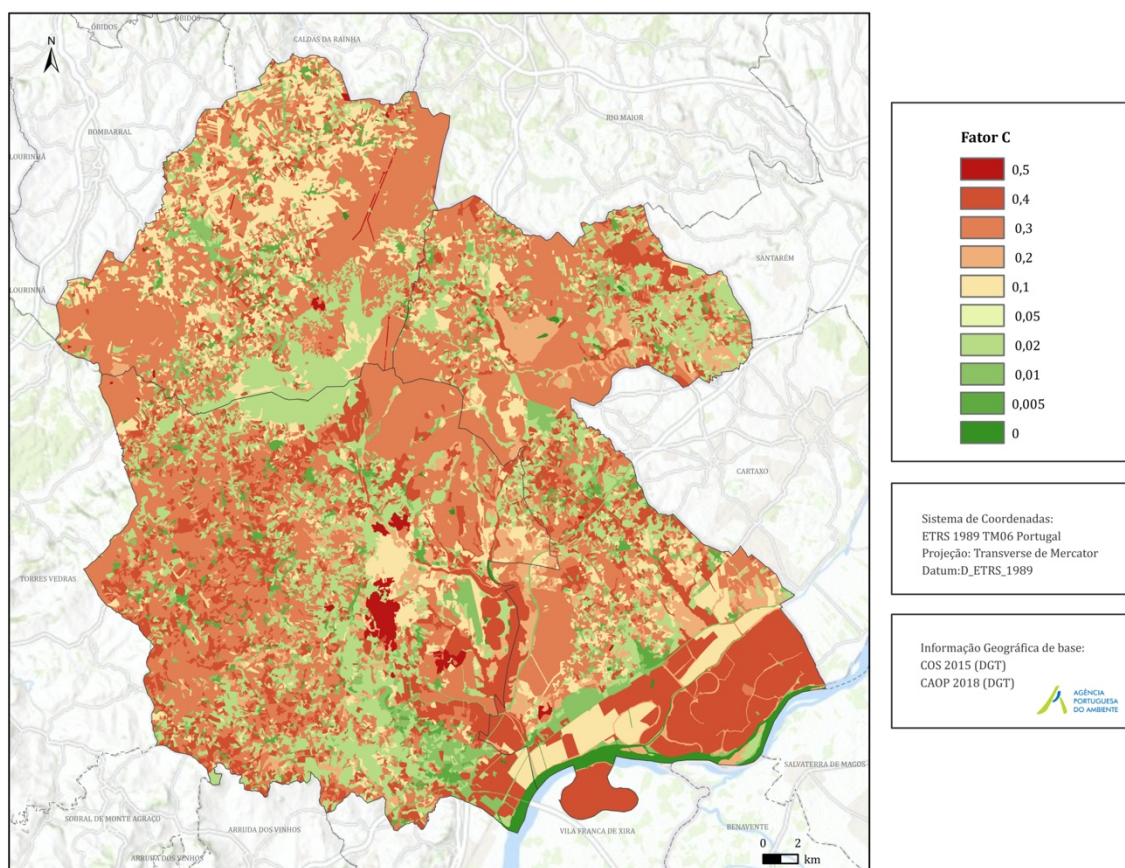 ÓBIDOS
ÓBIDOS
CALDAS DA RAINHA
N
BOMBARRAL
RIO MAIOR
LOURINHÃ
SANTARÉM
LOURINHÃ
CARTAXO
TORRES VEDRAS
SALVATERRA DE MAGOS
SOBRAL DE MONTE AGRAÇO
ARRUDA DOS VINHOS
VILA FRANCA DE XIRA
BENAVENTE
ARRUDA DOS VINHOS
0 2
km
Fator C
0,5
0,4
0,3
0,2
0,1
0,05
0,02
0,01
0,005
0
Sistema de Coordenadas:
ETRS 1989 TM06 Portugal
Projeção: Transverse de Mercator
Datum:D_ETRS_1989
Informação Geográfica de base:
COS 2015 (DGT)
CAOP 2018 (DGT)
AGÊNCIA
PORTUGUESA
DO AMBIENTE